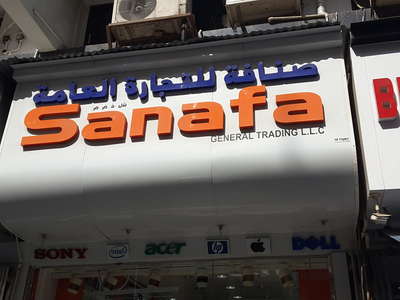 صنافة للتجارة العامة
ش.ذ.م.م
Sanafa
GENERAL TRADING L.L.C
SONY intel acer hp DELL